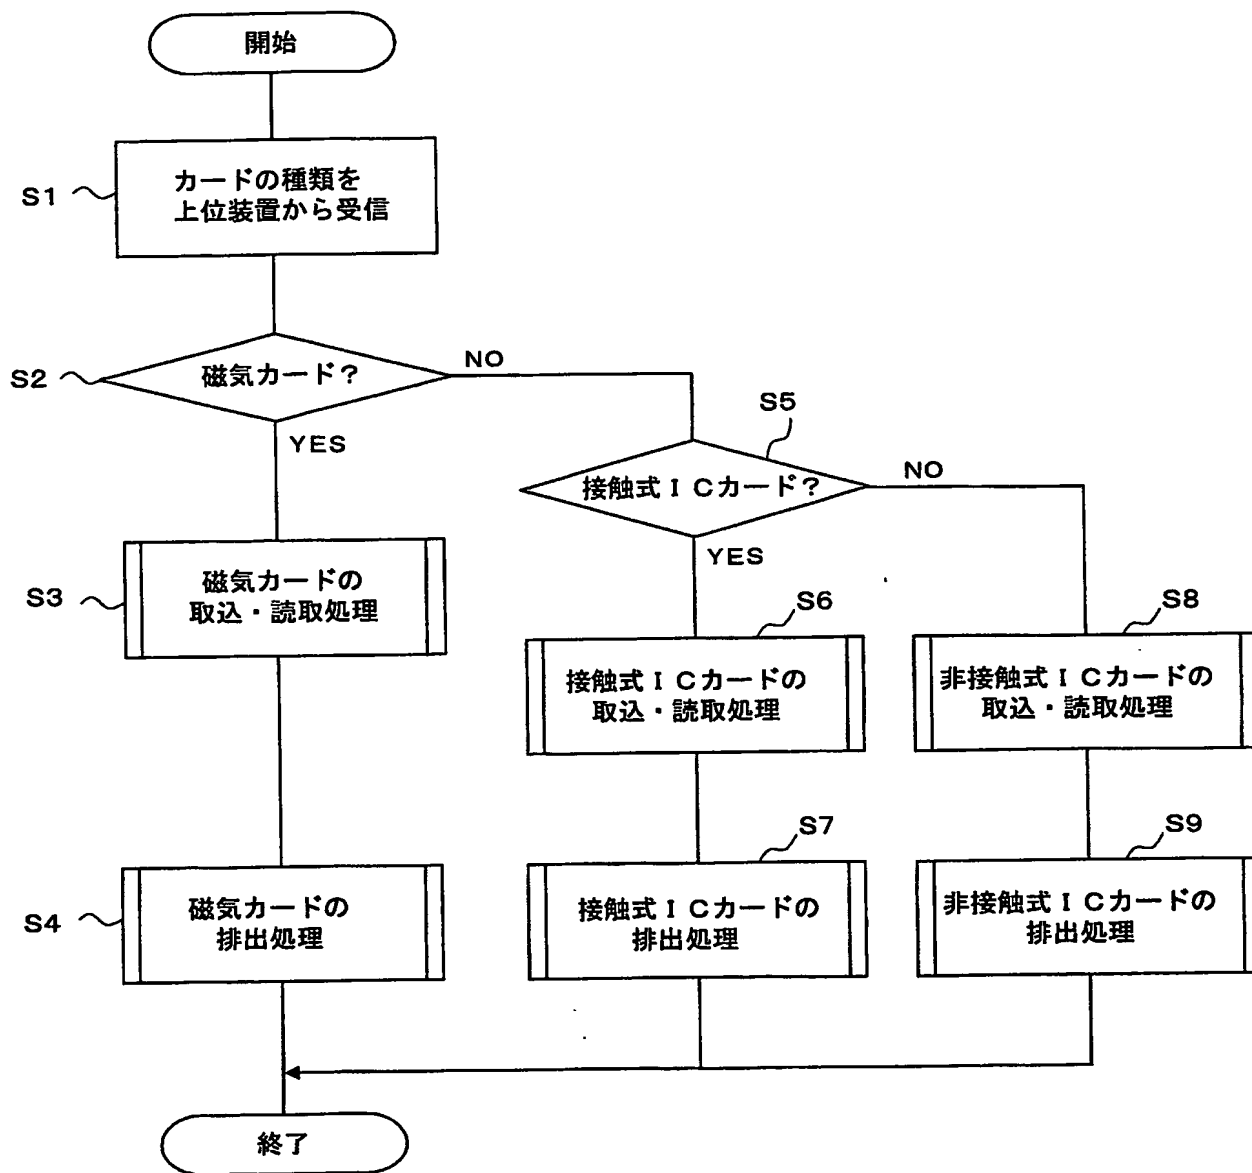 開始
S1
カードの種類を
上位装置から受信
S2
磁気カード?
NO
YES
S5
接触式ICカード?
NO
YES
S3
磁気カードの
取込・読取処理
S6
接触式ICカードの
取込・読取処理
S8
非接触式ICカードの
取込・読取処理
S4
磁気カードの
排出処理
S7
接触式ICカードの
排出処理
S9
非接触式ICカードの
排出処理
終了